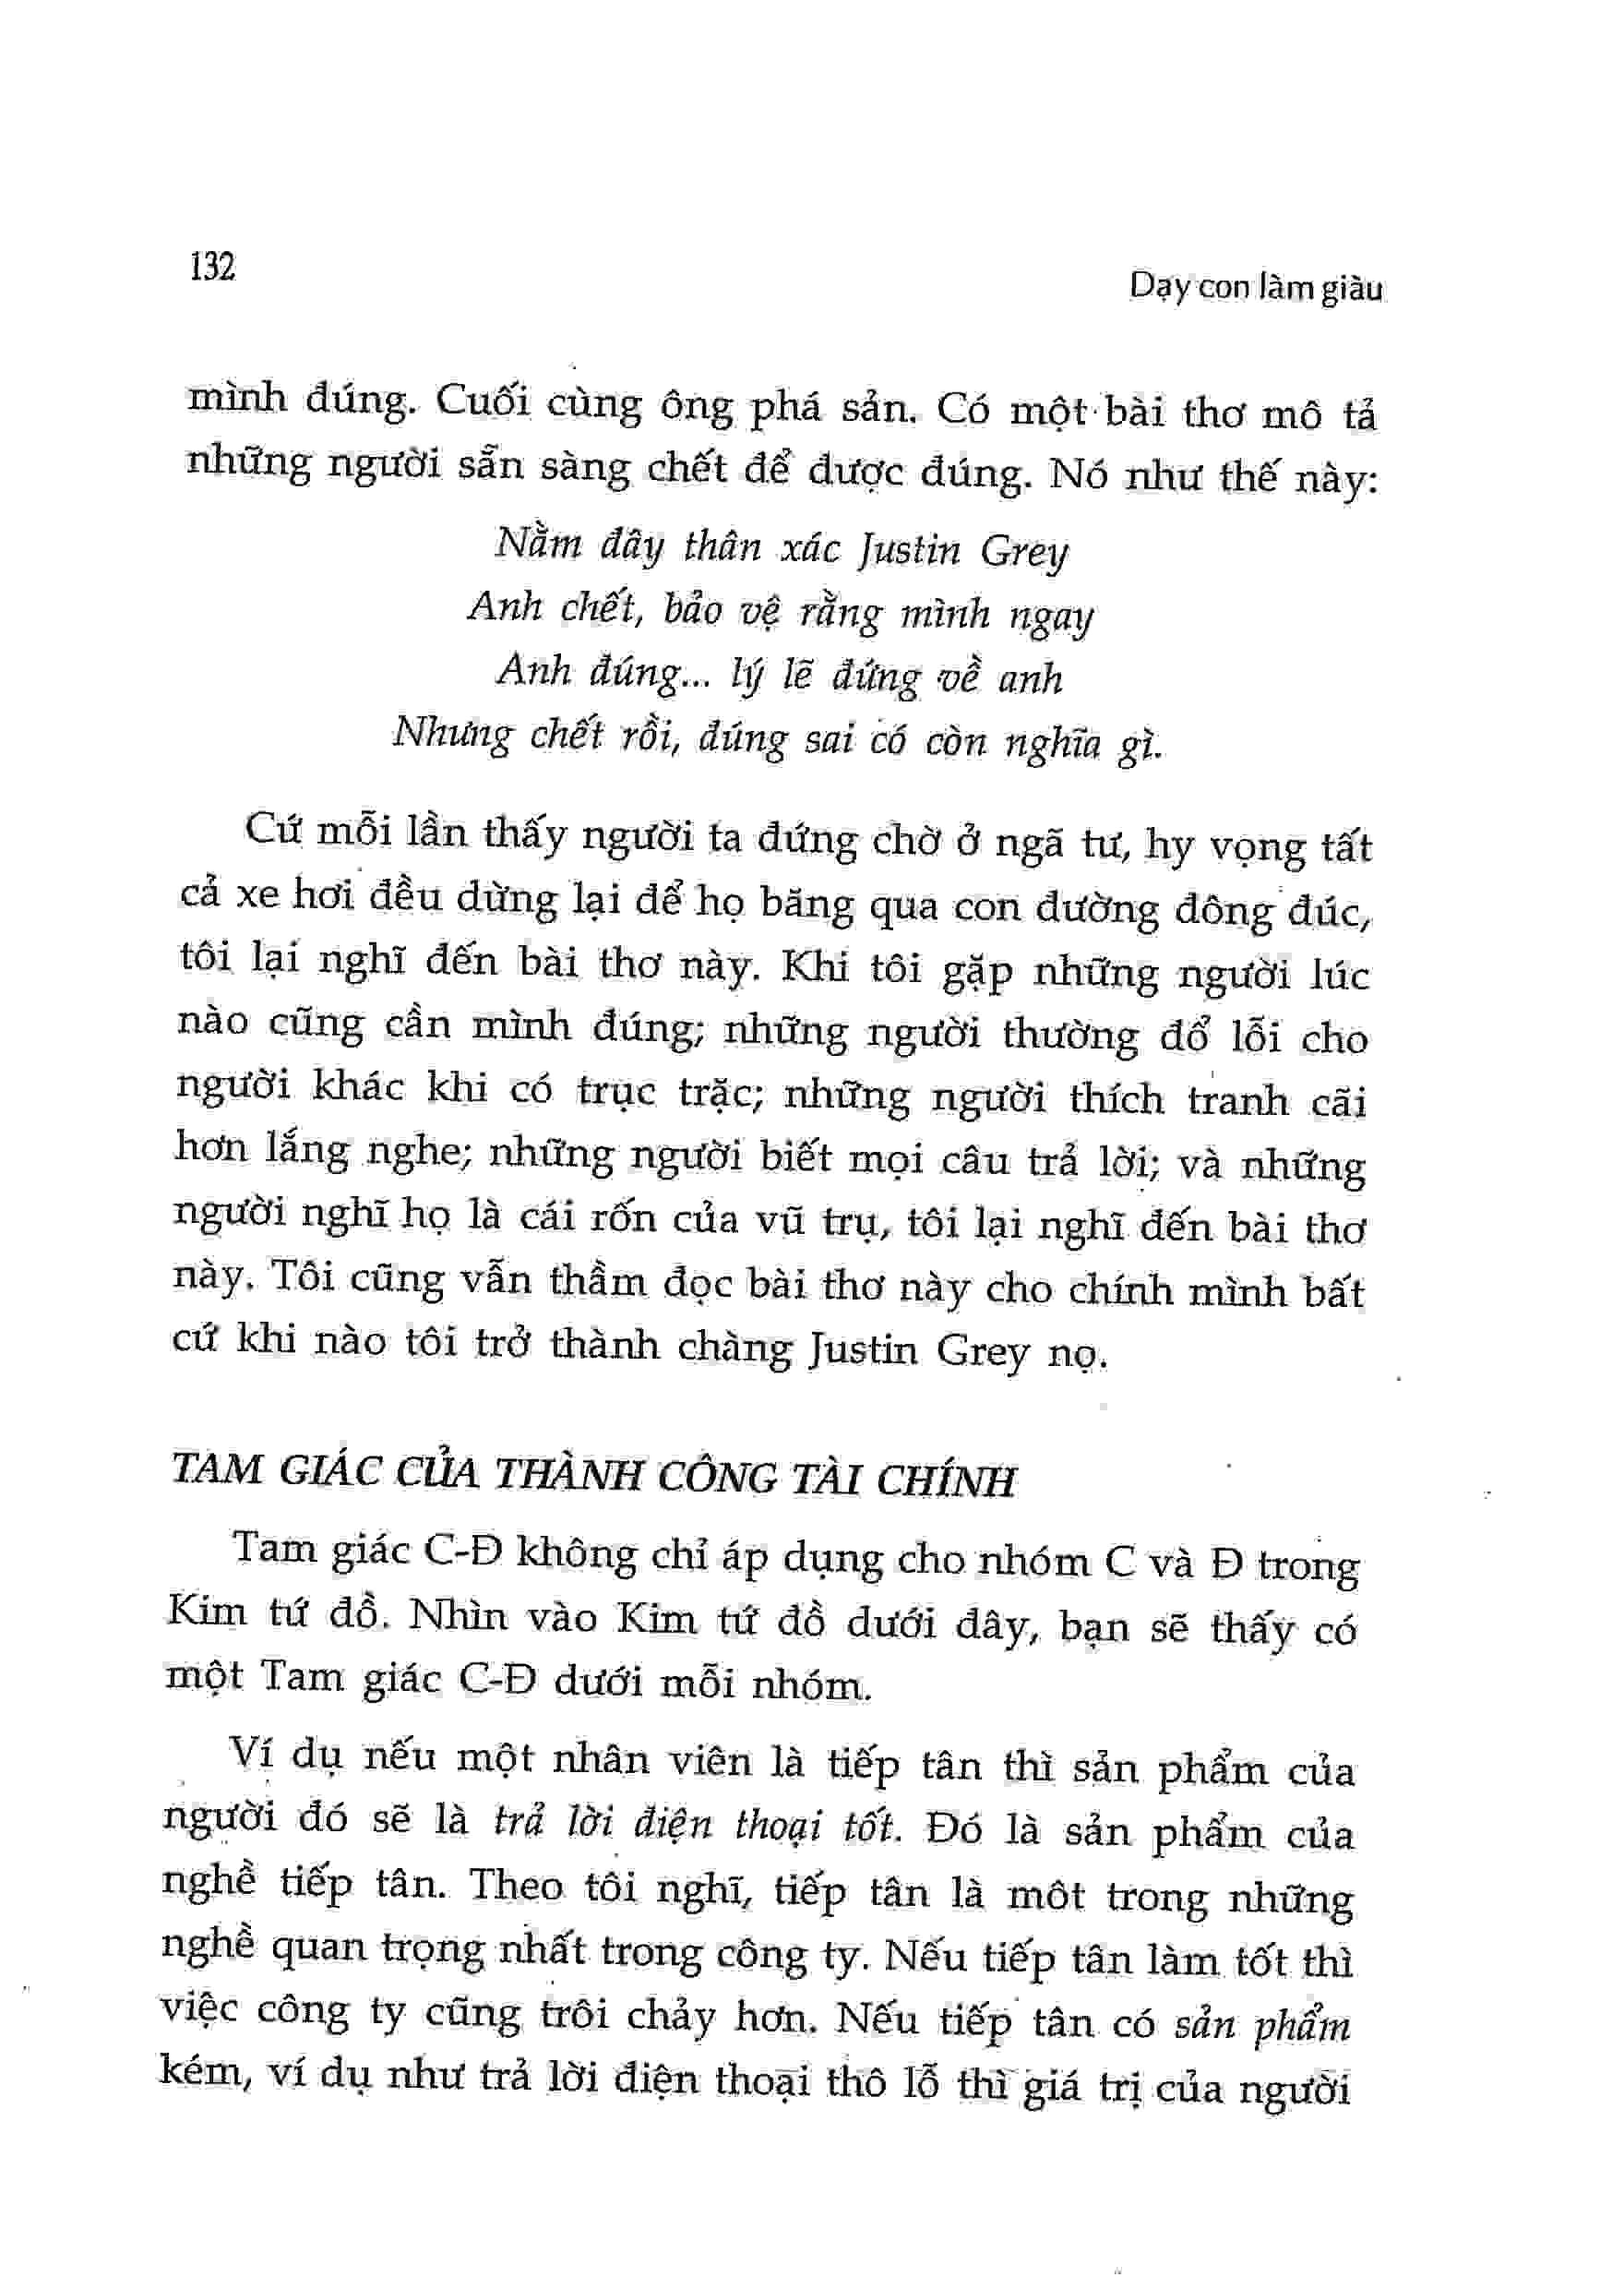 132
Dạy con làm giàu
mình đúng. Cuối cùng ông phá sản. Có một bài thơ mô tả
những người sẵn sàng chết để được đúng. Nó như thế này:
Nằm đây thân xác Justin Grey
Anh chết, bảo vệ rằng mình ngay
Anh đúng... lý lẽ đứng về anh
Nhưng chết rồi, đúng sai có còn nghĩa gì.
Cứ mỗi lần thấy người ta đứng chờ ở ngã tư, hy vọng tất
cả xe hơi đều dừng lại để họ băng qua con đường đông đúc,
tôi lại nghĩ đến bài thơ này. Khi tôi gặp những người lúc
nào cũng cần mình đúng; những người thường đổ lỗi cho
người khác khi có trục trặc; những người thích tranh cãi
hơn lắng nghe; những người biết mọi câu trả lời; và những
người nghĩ họ là cái rốn của vũ trụ, tôi lại nghĩ đến bài thơ
này. Tôi cũng vẫn thầm đọc bài thơ này cho chính mình bất
cứ khi nào tôi trở thành chàng Justin Grey nọ.
TAM GIÁC CỦA THÀNH CÔNG TÀI CHÍNH
Tam giác C-Đ không chỉ áp dụng cho nhóm C và Đ trong
Kim tứ đồ. Nhìn vào Kim tứ đồ dưới đây, bạn sẽ thấy có
một Tam giác C-Đ dưới mỗi nhóm.
Ví dụ nếu một nhân viên là tiếp tân thì sản phẩm của
người đó sẽ là trả lời điện thoại tốt. Đó là sản phẩm của
nghề tiếp tân. Theo tôi nghĩ, tiếp tân là môt trong những
nghề quan trọng nhất trong công ty. Nếu tiếp tân làm tốt thì
việc công ty cũng trôi chảy hơn. Nếu tiếp tân có sản phẩm
kém, ví dụ như trả lời điện thoại thô lỗ thì giá trị của người